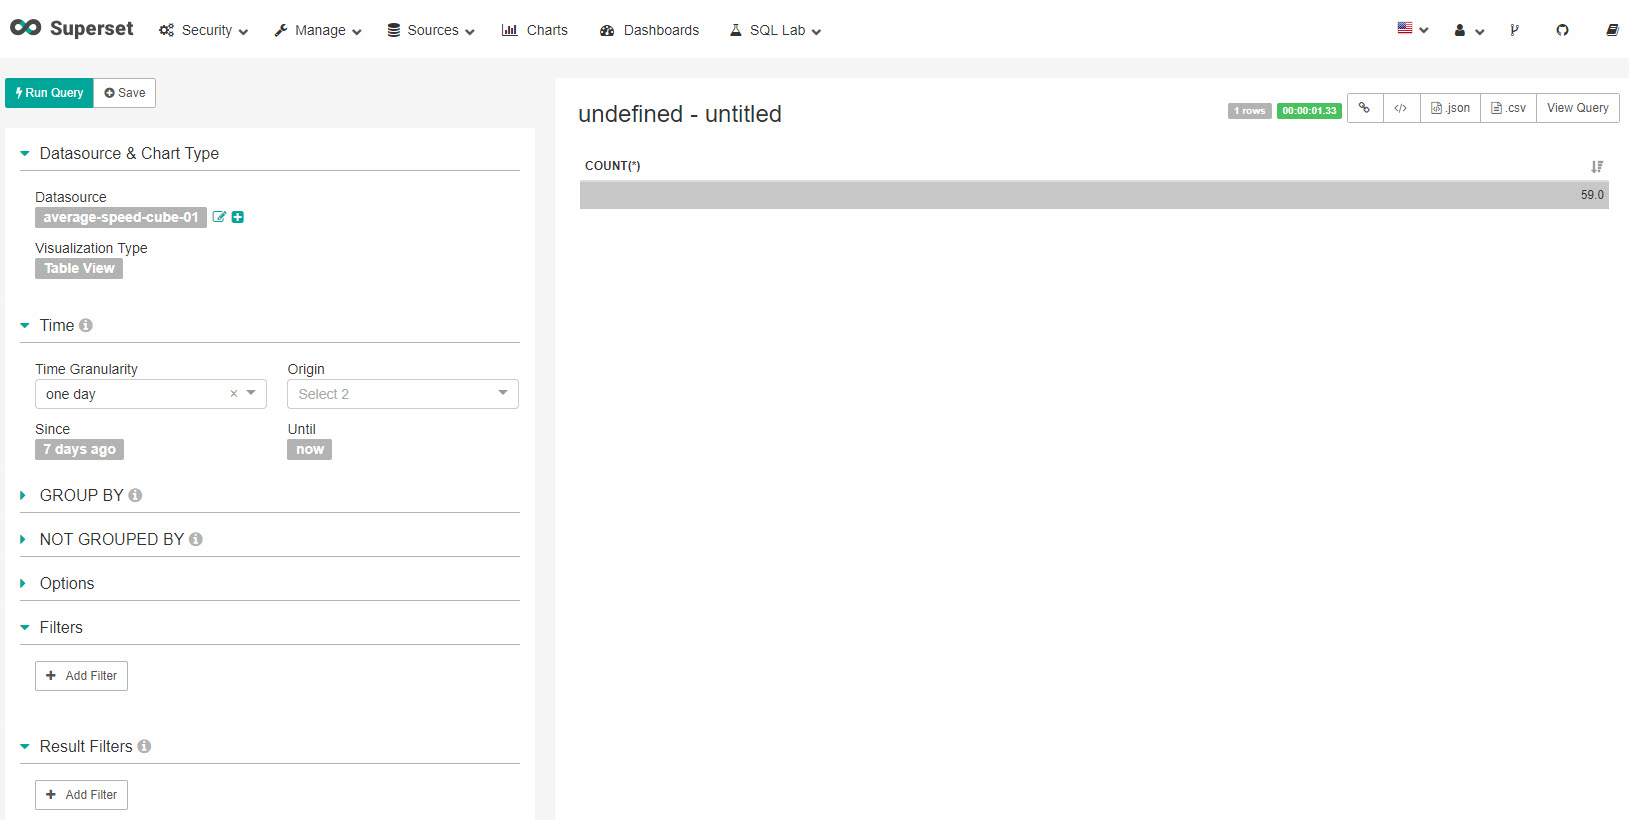 Superset Security Manage Sources Charts Dashboards SQL Lab
Run Query Save
Datasource & Chart Type
Datasource
average-speed-cube-01
Visualization Type
Table View
Time
Time Granularity Origin
one day × Select 2
Since Until
7 days ago now
GROUP BY
NOT GROUPED BY
Options
Filters
+ Add Filter
Result Filters
+ Add Filter
undefined - untitled
1 rows 00:00:01.33 </> .json .csv View Query
COUNT(*)
59.0